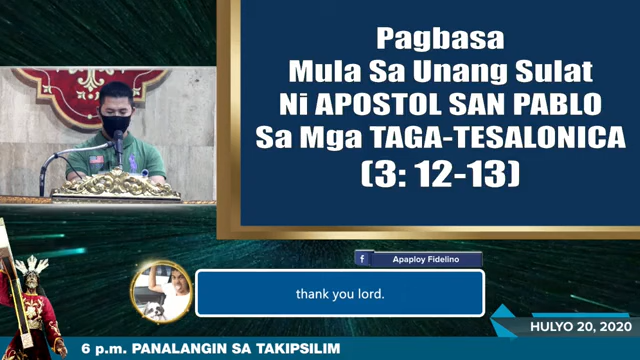 Pagbasa
Mula Sa Unang Sulat
Ni APOSTOL SAN PABLO
Sa Mga TAGA-TESALONICA
(3: 12-13)
f Apaploy Fidelino
thank you lord.
HULYO 20, 2020
6 p.m. PANALANGIN SA TAKIPSILIM